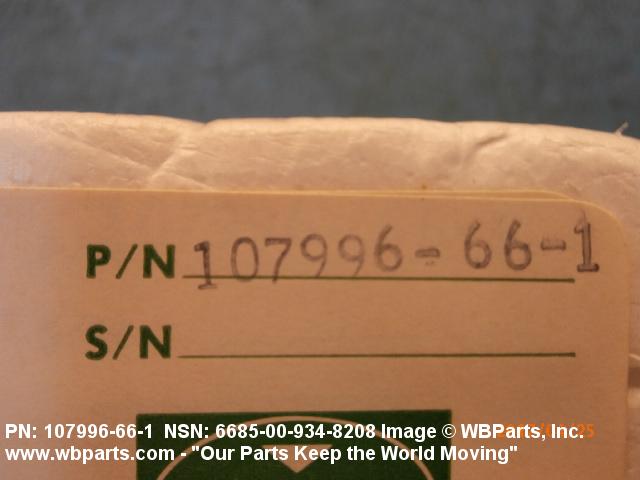 P/N 107996-66-1
S/N
PN: 107996-66-1 NSN: 6685-00-934-8208 Image © WBParts, Inc.
www.wbparts.com - "Our Parts Keep the World Moving"